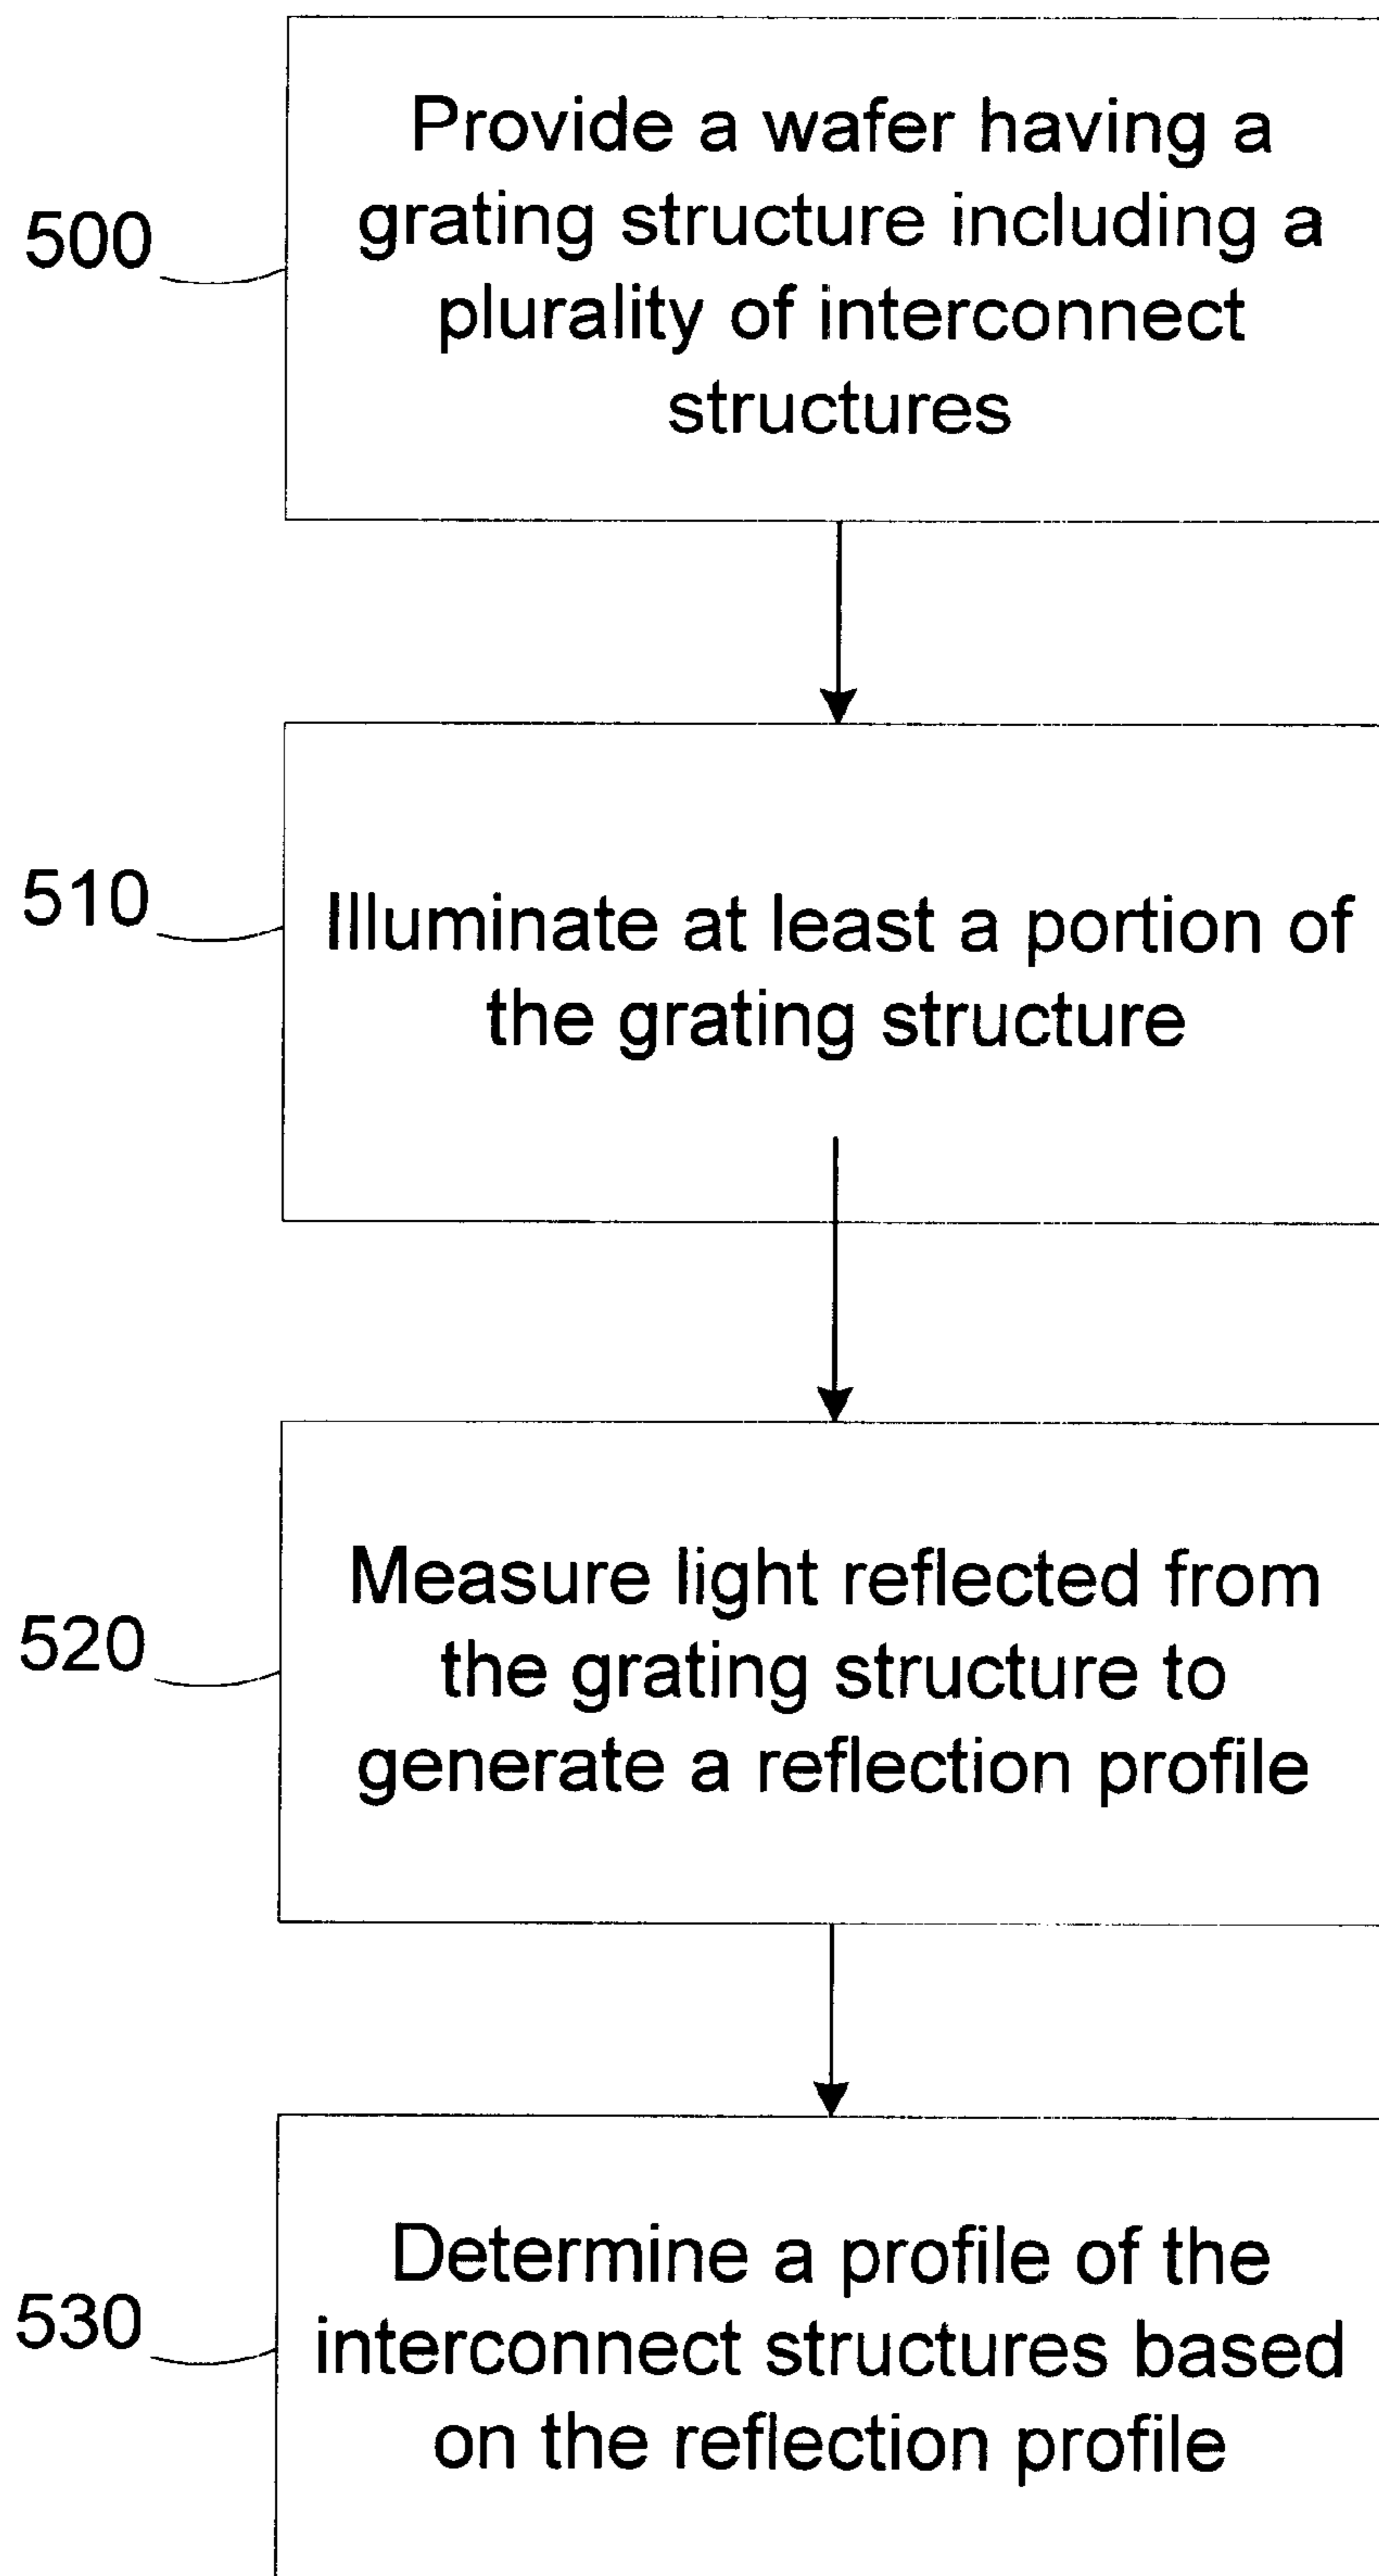 500
Provide a wafer having a
grating structure including a
plurality of interconnect
structures
510
Illuminate at least a portion of
the grating structure
520
Measure light reflected from
the grating structure to
generate a reflection profile
530
Determine a profile of the
interconnect structures based
on the reflection profile